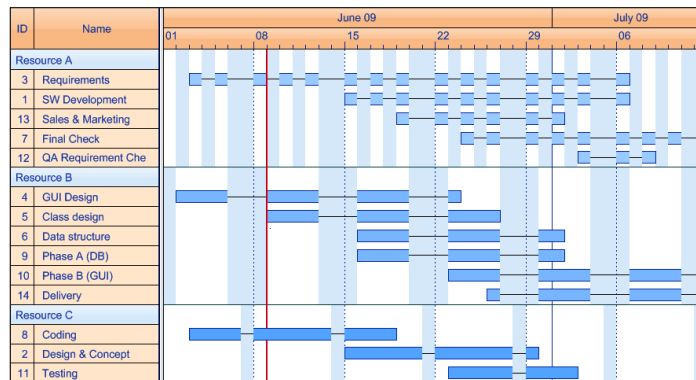 ID Name June 09 July 09
01 08 15 22 29 06
Resource A
3 Requirements
1 SW Development
13 Sales & Marketing
7 Final Check
12 QA Requirement Che
Resource B
4 GUI Design
5 Class design
6 Data structure
9 Phase A (DB)
10 Phase B (GUI)
14 Delivery
Resource C
8 Coding
2 Design & Concept
11 Testing